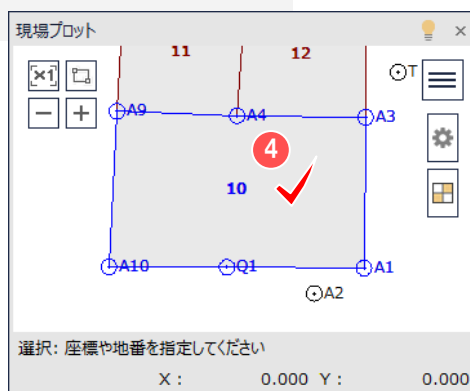 現場プロット
11 12
×1 T
A9 A4 A3
4
10
A10 Q1 A1
A2
選択: 座標や地番を指定してください
X : 0.000 Y : 0.000